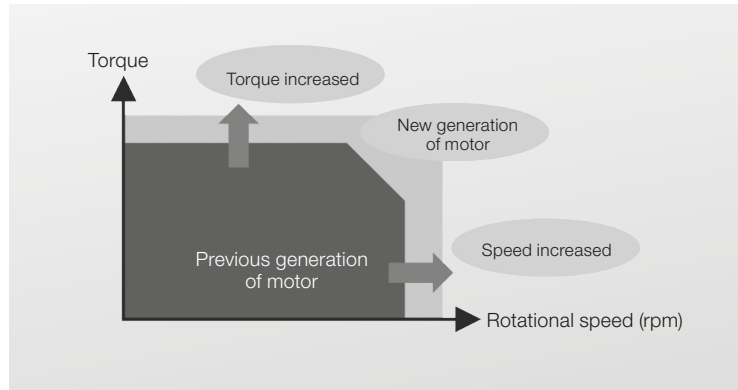 Torque
Torque increased
New generation
of motor
Previous generation
of motor
Speed increased
Rotational speed (rpm)